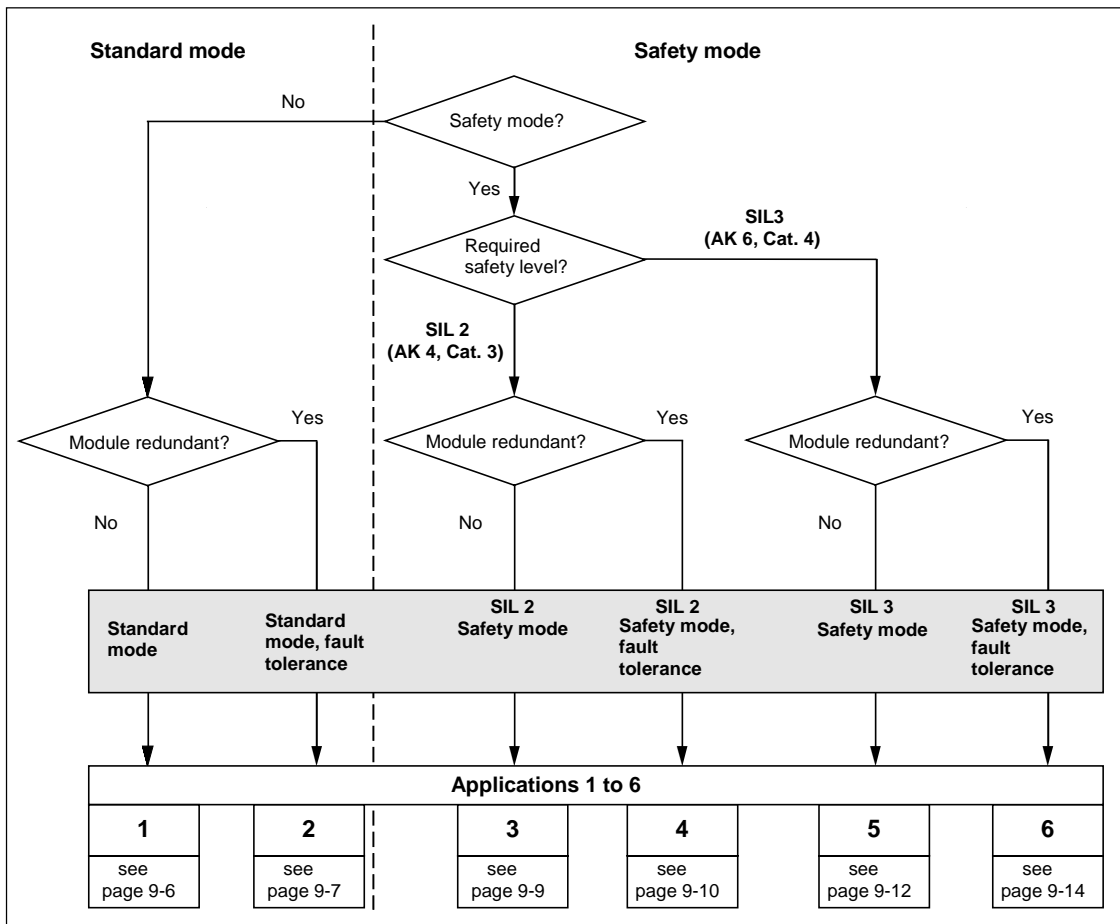 Standard mode
Safety mode
No
Safety mode?
Yes
SIL3
(AK 6, Cat. 4)
Required
safety level?
SIL 2
(AK 4, Cat. 3)
Module redundant?
Yes
Module redundant?
Yes
Module redundant?
Yes
No
No
No
Standard
mode
Standard
mode, fault
tolerance
SIL 2
Safety mode
SIL 2
Safety mode,
fault
tolerance
SIL 3
Safety mode
SIL 3
Safety mode,
fault
tolerance
Applications 1 to 6
1
see
page 9-6
2
see
page 9-7
3
see
page 9-9
4
see
page 9-10
5
see
page 9-12
6
see
page 9-14